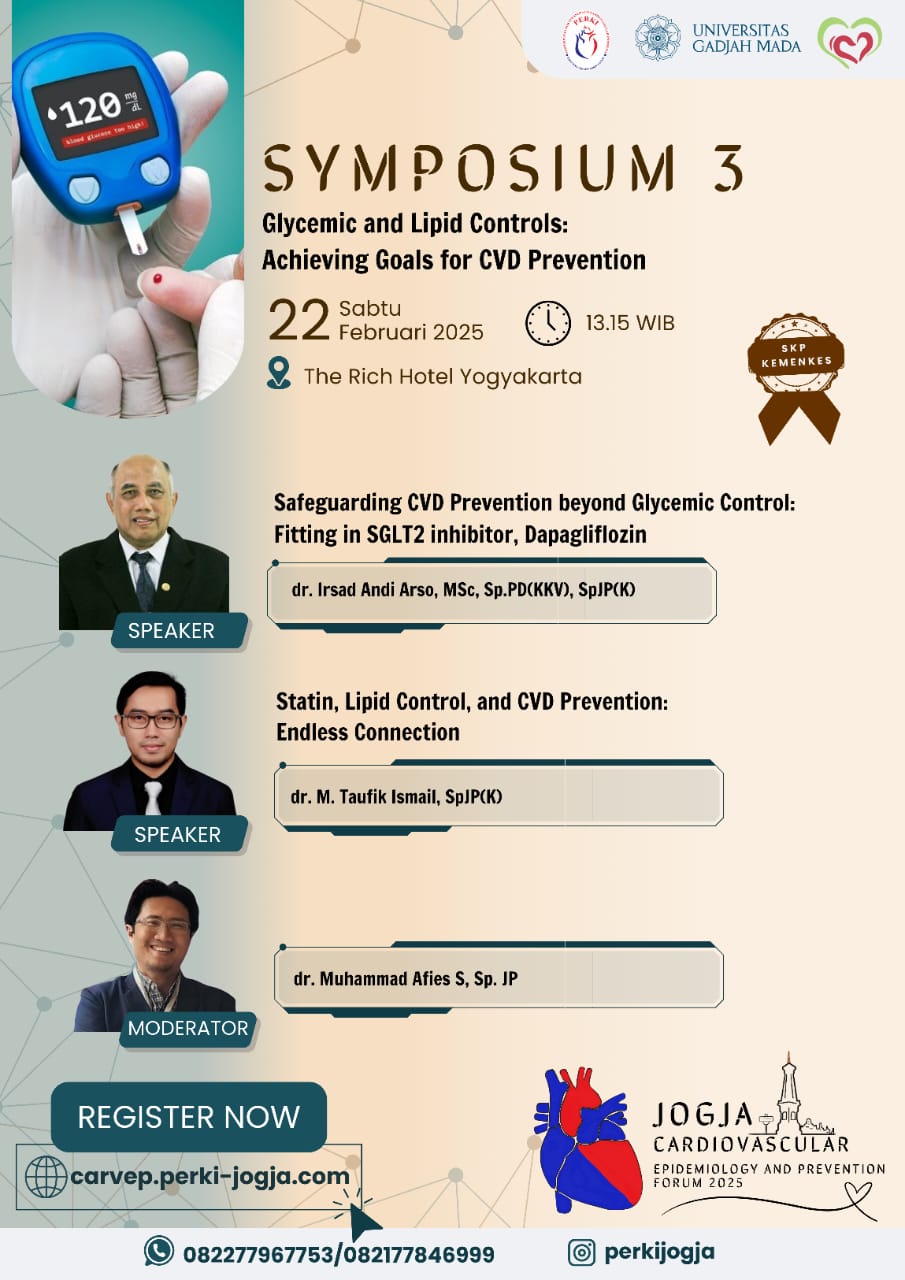 PERKI
UNIVERSITAS
GADJAH MADA
120 mg/dL
blood glucose too high!
SYMPOSIUM 3
Glycemic and Lipid Controls:
Achieving Goals for CVD Prevention
22 Sabtu
Februari 2025
13.15 WIB
The Rich Hotel Yogyakarta
SKP
KEMENKES
Safeguarding CVD Prevention beyond Glycemic Control:
Fitting in SGLT2 inhibitor, Dapagliflozin
dr. Irsad Andi Arso, MSc, Sp.PD(KKV), SpJP(K)
SPEAKER
Statin, Lipid Control, and CVD Prevention:
Endless Connection
dr. M. Taufik Ismail, SpJP(K)
SPEAKER
dr. Muhammad Afies S, Sp. JP
MODERATOR
REGISTER NOW
carvep.perki-jogja.com
JOGJA
CARDIOVASCULAR
EPIDEMIOLOGY AND PREVENTION
FORUM 2025
082277967753/082177846999
perkijogja